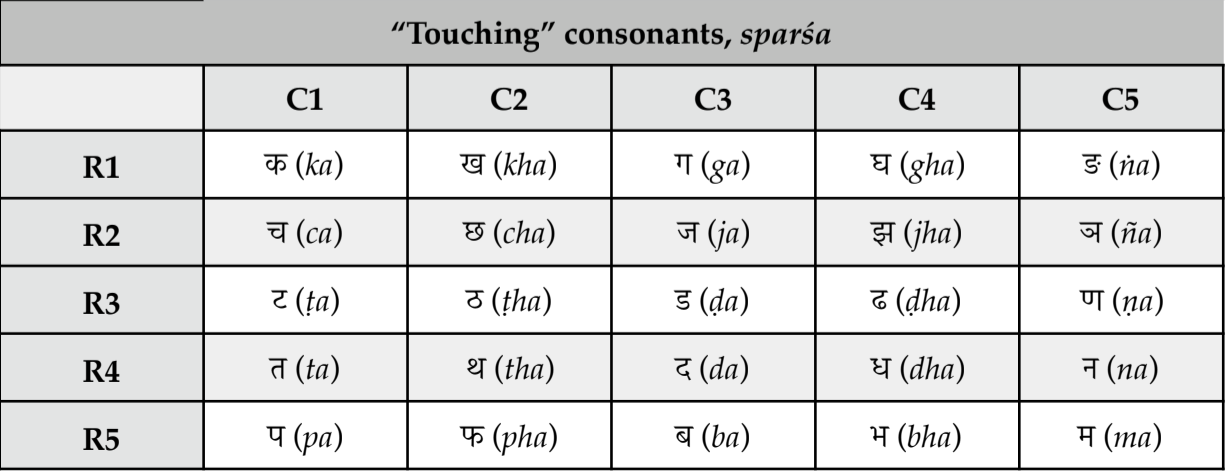 “Touching” consonants, sparśa
C1 C2 C3 C4 C5
R1 क (ka) ख (kha) ग (ga) घ (gha) ङ (ṅa)
R2 च (ca) छ (cha) ज (ja) झ (jha) ञ (ña)
R3 ट (ṭa) ठ (ṭha) ड (ḍa) ढ (ḍha) ण (ṇa)
R4 त (ta) थ (tha) द (da) ध (dha) न (na)
R5 प (pa) फ (pha) ब (ba) भ (bha) म (ma)